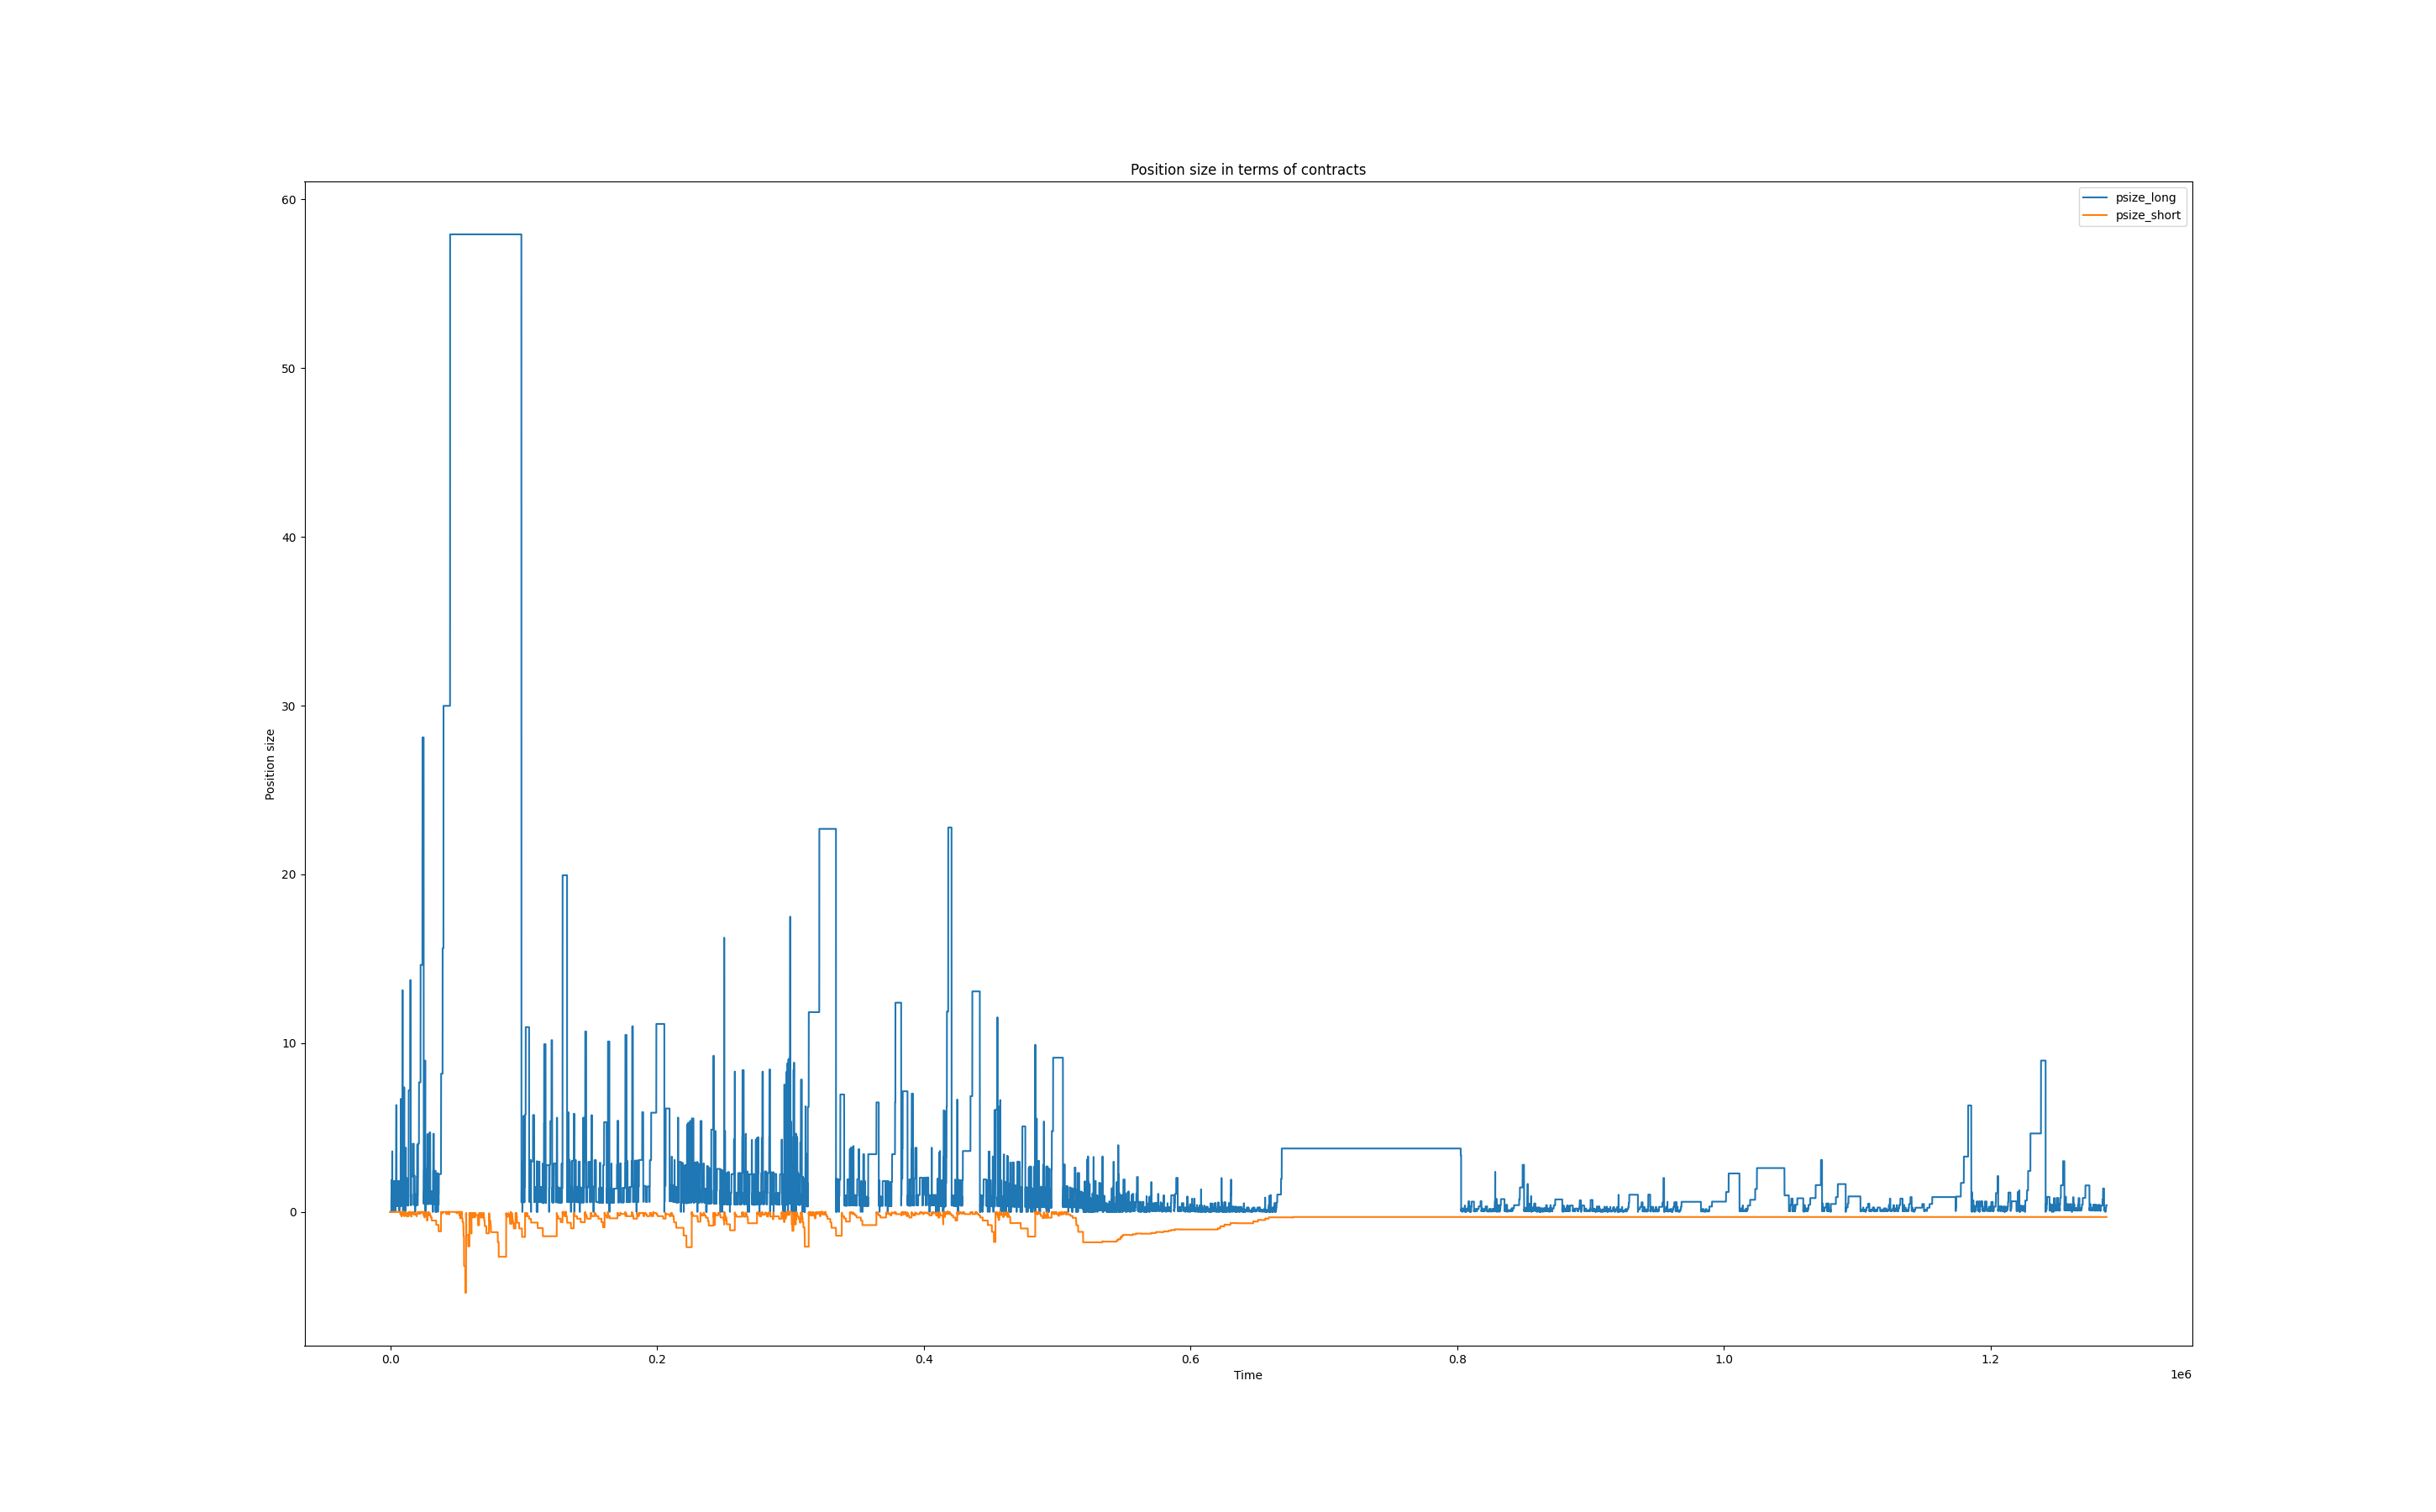 Position size in terms of contracts
psize_long
psize_short
60
50
40
30
20
10
0
Position size
0.0 0.2 0.4 0.6 0.8 1.0 1.2
Time
1e6